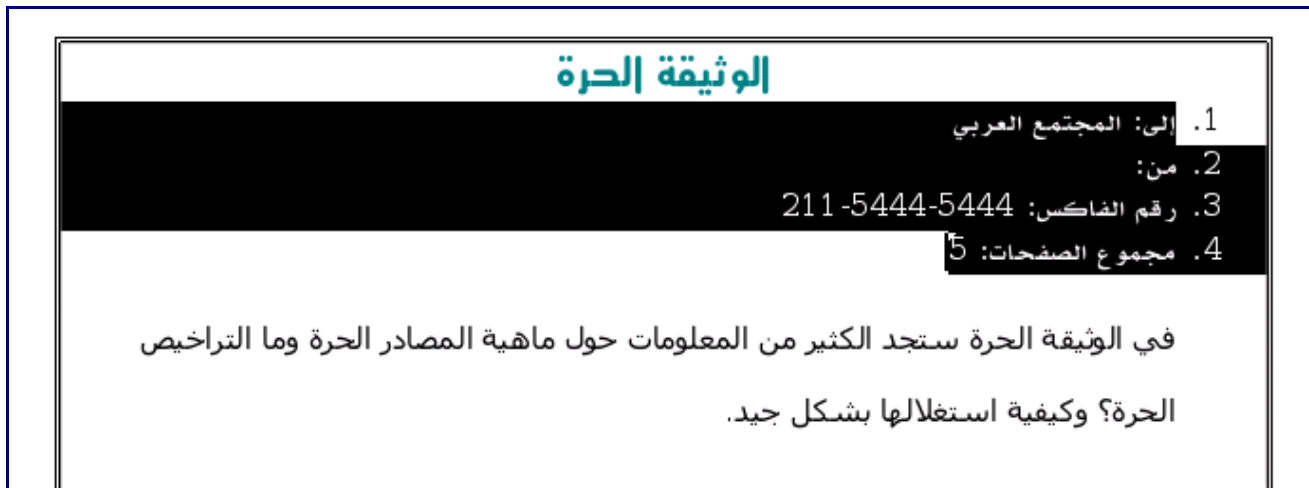 الوثيقة الحرة
1. إلى: المجتمع العربي
2. من:
3. رقم الفاكس: 5444-5444-211
4. مجموع الصفحات: 5
في الوثيقة الحرة ستجد الكثير من المعلومات حول ماهية المصادر الحرة وما التراخيص
الحرة؟ وكيفية استغلالها بشكل جيد.